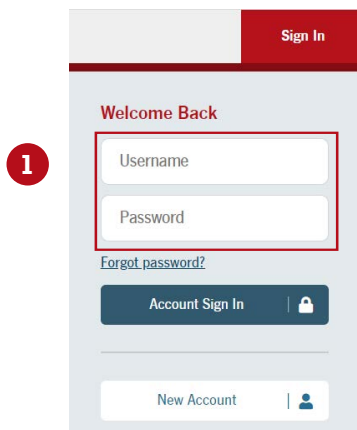 Sign In
Welcome Back
1
Username
Password
Forgot password?
Account Sign In
New Account